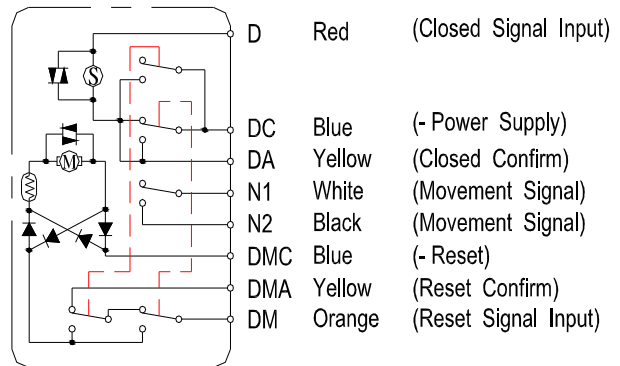 D Red (Closed Signal Input)
S
DC Blue (- Power Supply)
M
DA Yellow (Closed Confirm)
N1 White (Movement Signal)
N2 Black (Movement Signal)
DMC Blue (- Reset)
DMA Yellow (Reset Confirm)
DM Orange (Reset Signal Input)